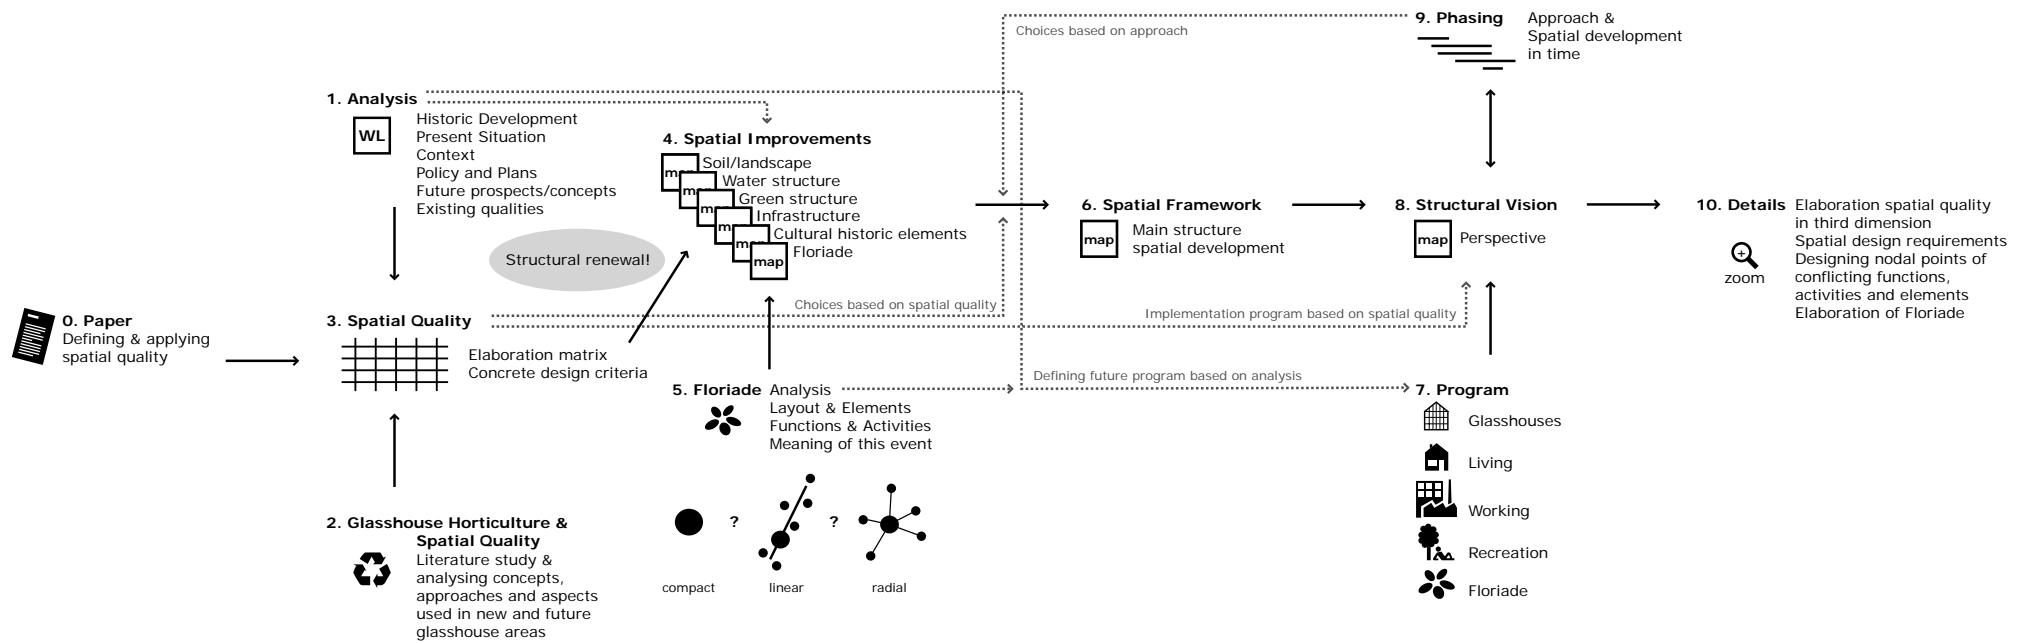 0. Paper
Defining & applying
spatial quality
1. Analysis
WL
Historic Development
Present Situation
Context
Policy and Plans
Future prospects/concepts
Existing qualities
Structural renewal!
3. Spatial Quality
Elaboration matrix
Concrete design criteria
2. Glasshouse Horticulture &
Spatial Quality
Literature study &
analysing concepts,
approaches and aspects
used in new and future
glasshouse areas
4. Spatial Improvements
map Soil/landscape
map Water structure
map Green structure
map Infrastructure
map Cultural historic elements
map Floriade
Choices based on spatial quality
5. Floriade Analysis
Layout & Elements
Functions & Activities
Meaning of this event
? ?
compact linear radial
Choices based on approach
6. Spatial Framework
map
Main structure
spatial development
Implementation program based on spatial quality
Defining future program based on analysis
9. Phasing
Approach &
Spatial development
in time
8. Structural Vision
map Perspective
7. Program
Glasshouses
Living
Working
Recreation
Floriade
10. Details
zoom
Elaboration spatial quality
in third dimension
Spatial design requirements
Designing nodal points of
conflicting functions,
activities and elements
Elaboration of Floriade